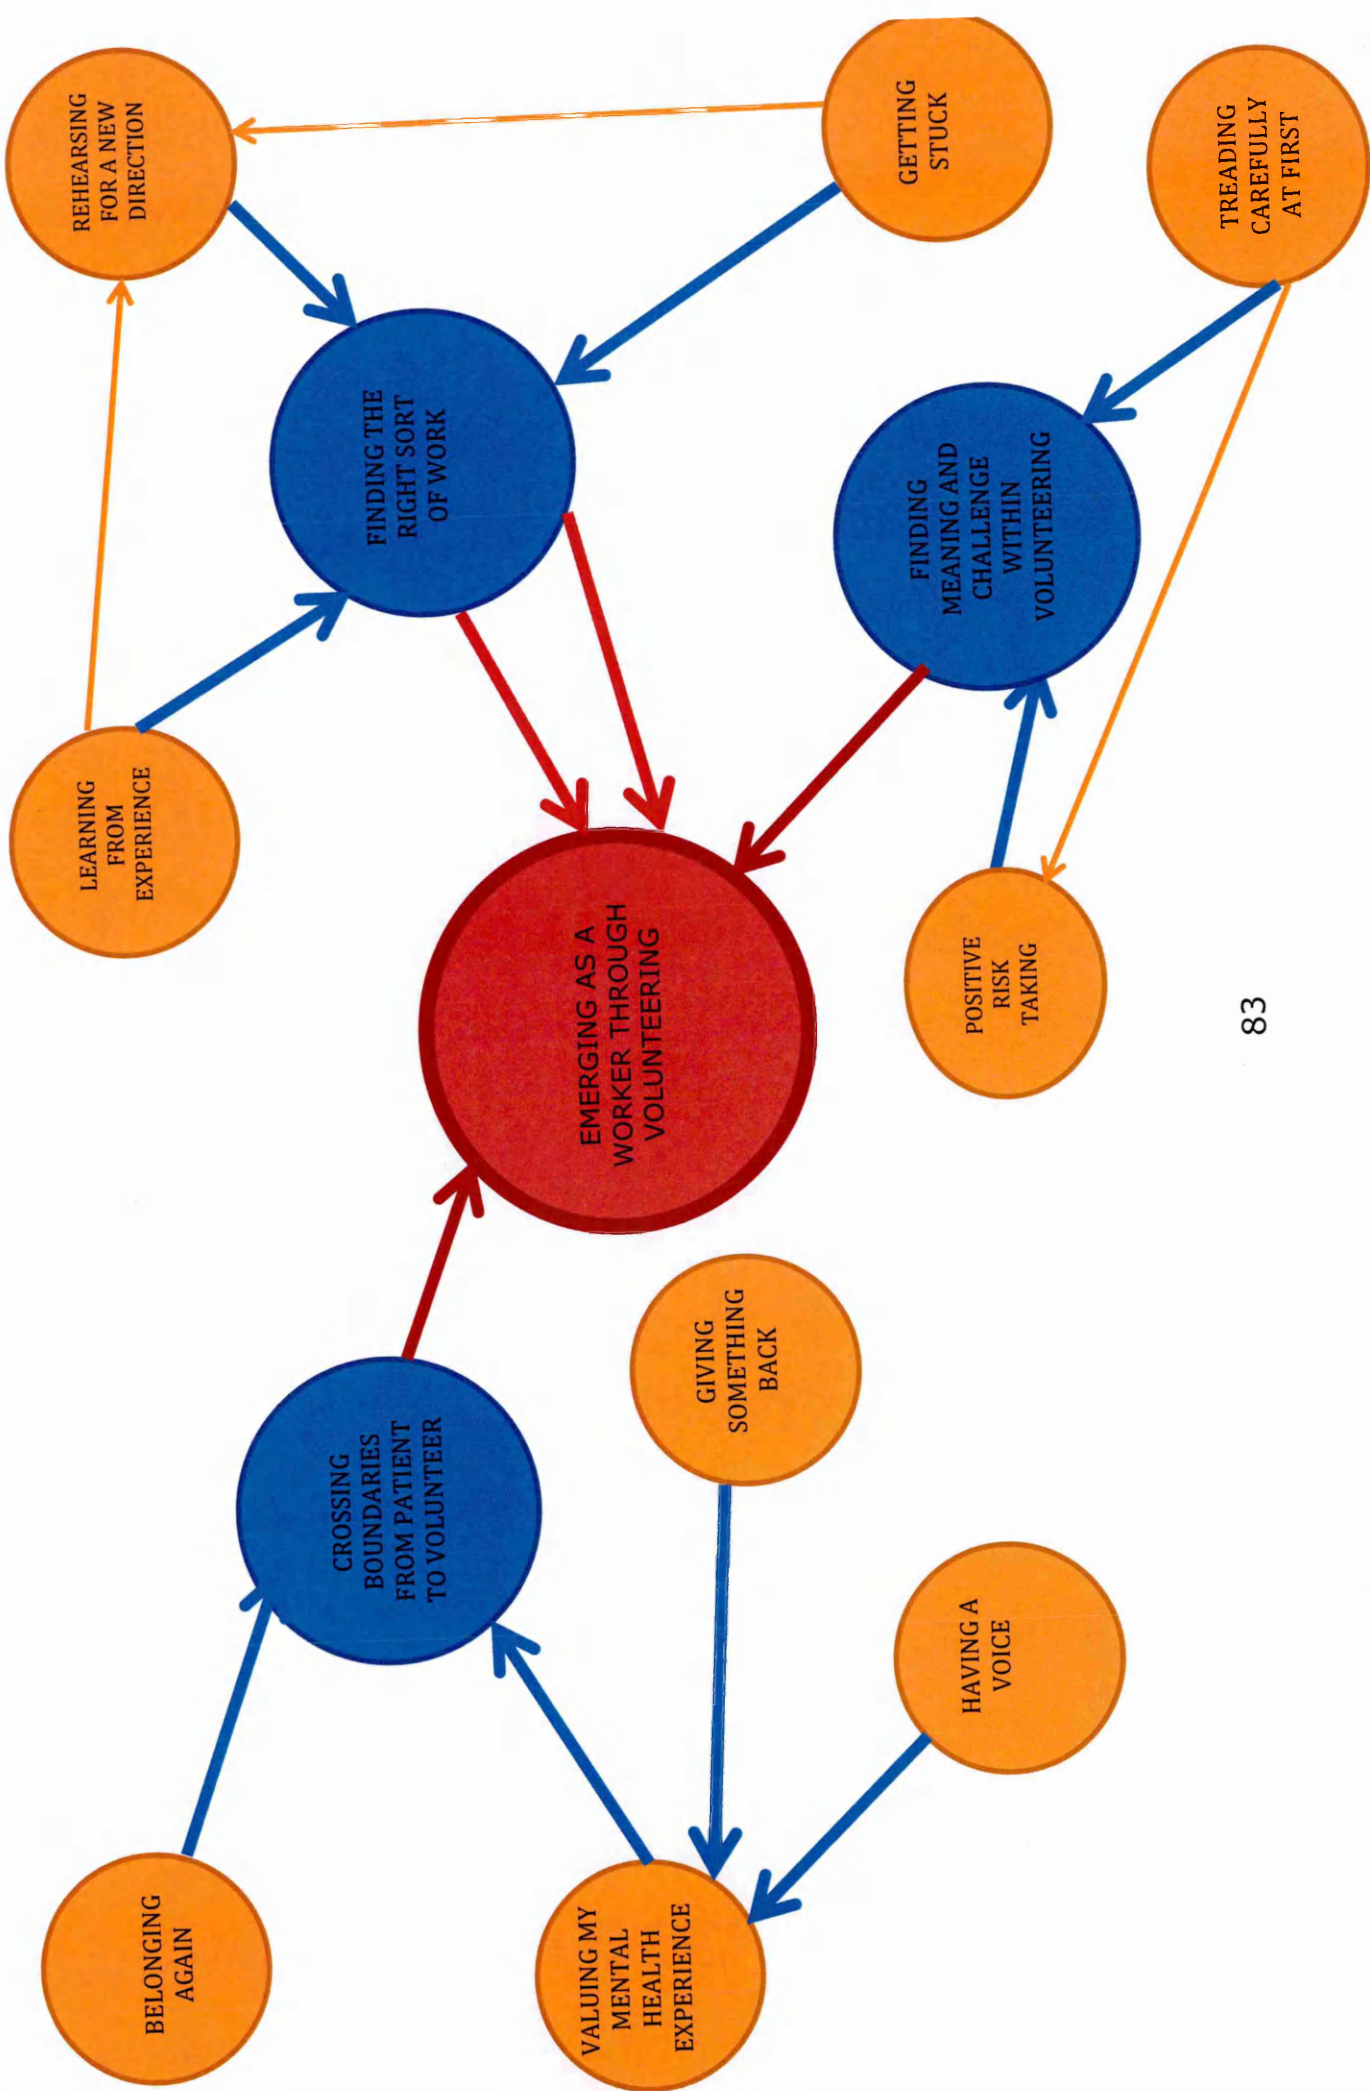 BELONGING
AGAIN
LEARNING
FROM
EXPERIENCE
REHEARSING
FOR A NEW
DIRECTION
CROSSING
BOUNDARIES
FROM PATIENT
TO VOLUNTEER
FINDING THE
RIGHT SORT
OF WORK
EMERGING AS A
WORKER THROUGH
VOLUNTEERING
VALUING MY
MENTAL
HEALTH
EXPERIENCE
GIVING
SOMETHING
BACK
GETTING
STUCK
HAVING A
VOICE
POSITIVE
RISK
TAKING
FINDING
MEANING AND
CHALLENGE
WITHIN
VOLUNTEERING
TREADING
CAREFULLY
AT FIRST
83